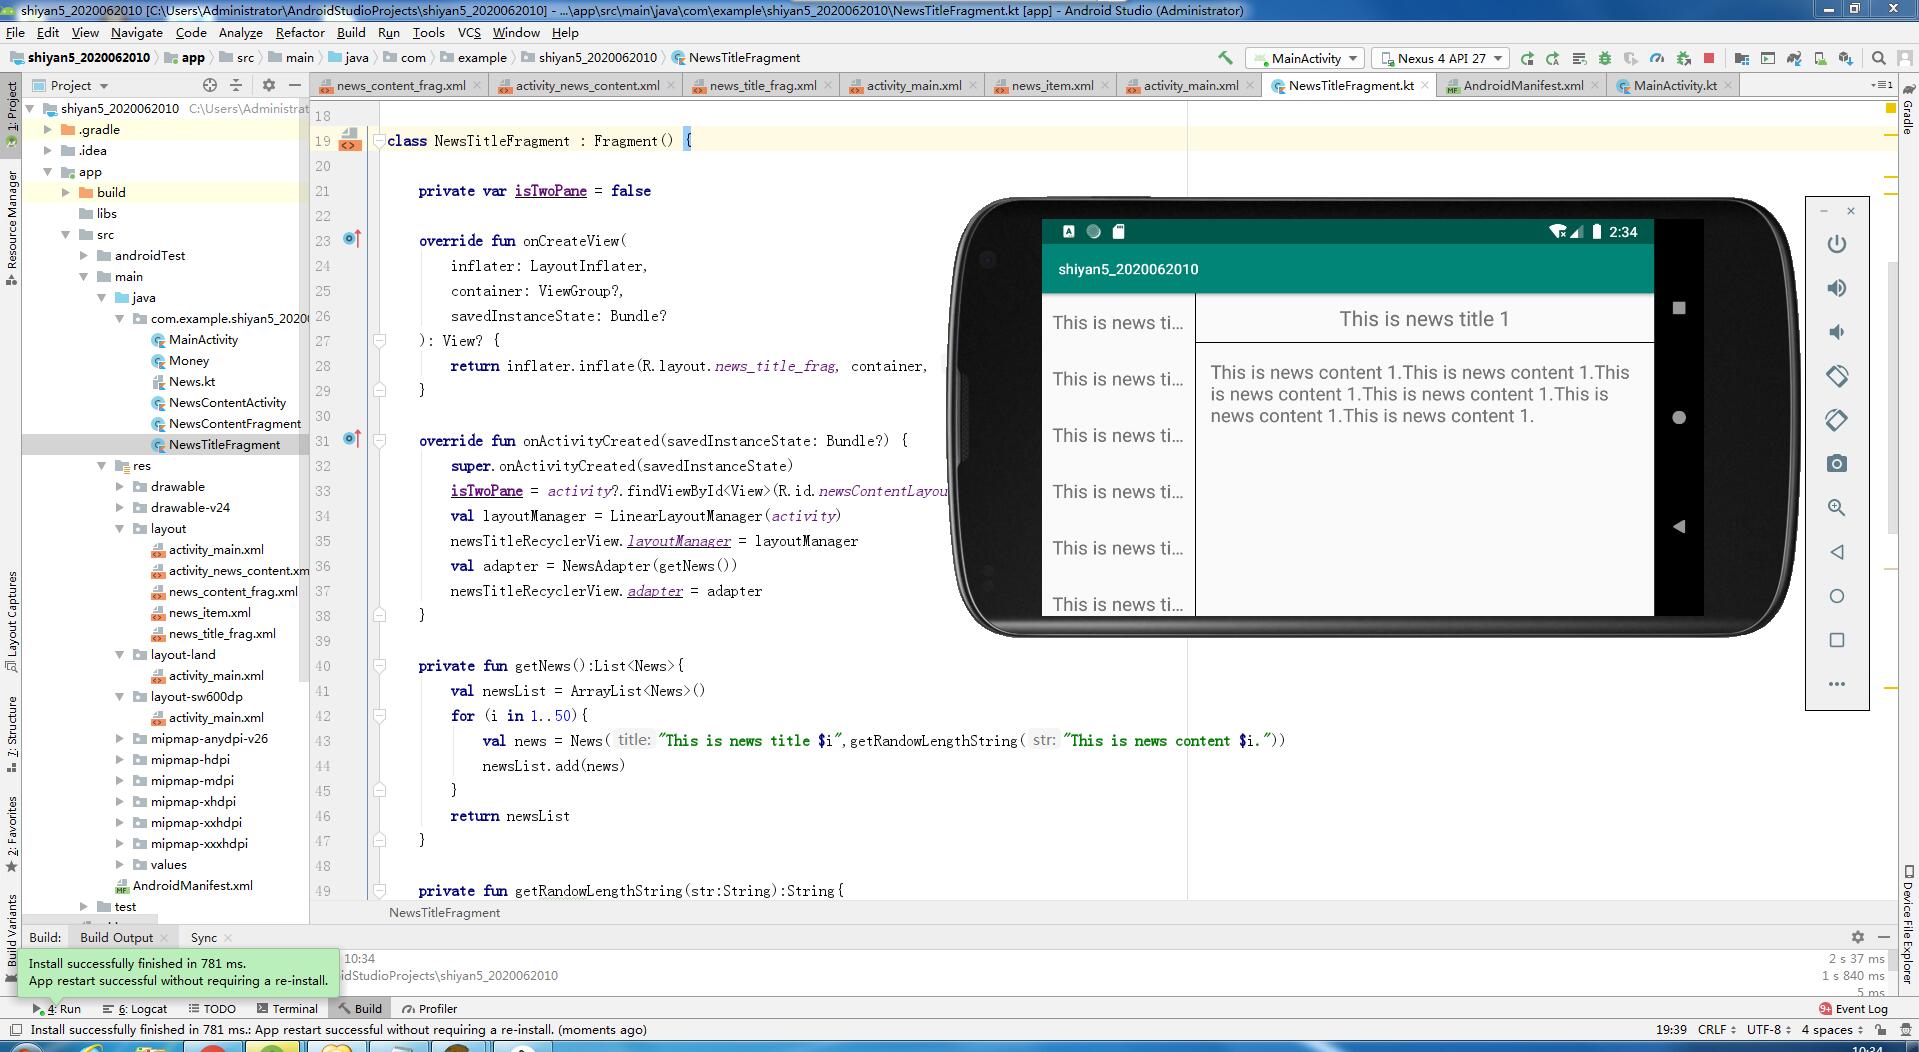 shiyan5_2020062010 [C:\Users\Administrator\AndroidStudioProjects\shiyan5_2020062010] - ...\app\src\main\java\com\example\shiyan5_2020062010\NewsTitleFragment.kt [app] - Android Studio (Administrator)
File Edit View Navigate Code Analyze Refactor Build Run Tools VCS Window Help
shiyan5_2020062010 app src main java com example shiyan5_2020062010 NewsTitleFragment
MainActivity Nexus 4 API 27
Project
news_content_frag.xml activity_news_content.xml news_title_frag.xml activity_main.xml news_item.xml activity_main.xml NewsTitleFragment.kt AndroidManifest.xml MainActivity.kt
1: Project
Resource Manager
Layout Captures
7: Structure
2: Favorites
Build Variants
shiyan5_2020062010 C:\Users\Administrat
.gradle
.idea
app
build
libs
src
androidTest
main
java
com.example.shiyan5_2020
MainActivity
Money
News.kt
NewsContentActivity
NewsContentFragment
NewsTitleFragment
res
drawable
drawable-v24
layout
activity_main.xml
activity_news_content.xm
news_content_frag.xml
news_item.xml
news_title_frag.xml
layout-land
activity_main.xml
layout-sw600dp
activity_main.xml
mipmap-anydpi-v26
mipmap-hdpi
mipmap-mdpi
mipmap-xhdpi
mipmap-xxhdpi
mipmap-xxxhdpi
values
AndroidManifest.xml
test
18
19 class NewsTitleFragment : Fragment() {
20
21 private var isTwoPane = false
22
23 override fun onCreateView(
24 inflater: LayoutInflater,
25 container: ViewGroup?,
26 savedInstanceState: Bundle?
27 ): View? {
28 return inflater.inflate(R.layout.news_title_frag, container,
29 }
30
31 override fun onActivityCreated(savedInstanceState: Bundle?) {
32 super.onActivityCreated(savedInstanceState)
33 isTwoPane = activity?.findViewById<View>(R.id.newsContentLayou
34 val layoutManager = LinearLayoutManager(activity)
35 newsTitleRecyclerView.layoutManager = layoutManager
36 val adapter = NewsAdapter(getNews())
37 newsTitleRecyclerView.adapter = adapter
38 }
39
40 private fun getNews():List<News>{
41 val newsList = ArrayList<News>()
42 for (i in 1..50){
43 val news = News( title: "This is news title $i",getRandowLengthString( str: "This is news content $i."))
44 newsList.add(news)
45 }
46 return newsList
47 }
48
49 private fun getRandowLengthString(str:String):String{
NewsTitleFragment
2:34
shiyan5_2020062010
This is news ti...
This is news ti...
This is news ti...
This is news ti...
This is news ti...
This is news ti...
This is news title 1
This is news content 1.This is news content 1.This
is news content 1.This is news content 1.This is
news content 1.This is news content 1.
Gradle
Device File Explorer
Build: Build Output Sync
Install successfully finished in 781 ms.
App restart successful without requiring a re-install.
10:34
dStudioProjects\shiyan5_2020062010
2 s 37 ms
1 s 840 ms
5 ms
4: Run 6: Logcat TODO Terminal Build Profiler
9+ Event Log
Install successfully finished in 781 ms.: App restart successful without requiring a re-install. (moments ago)
19:39 CRLF UTF-8 4 spaces
10:34